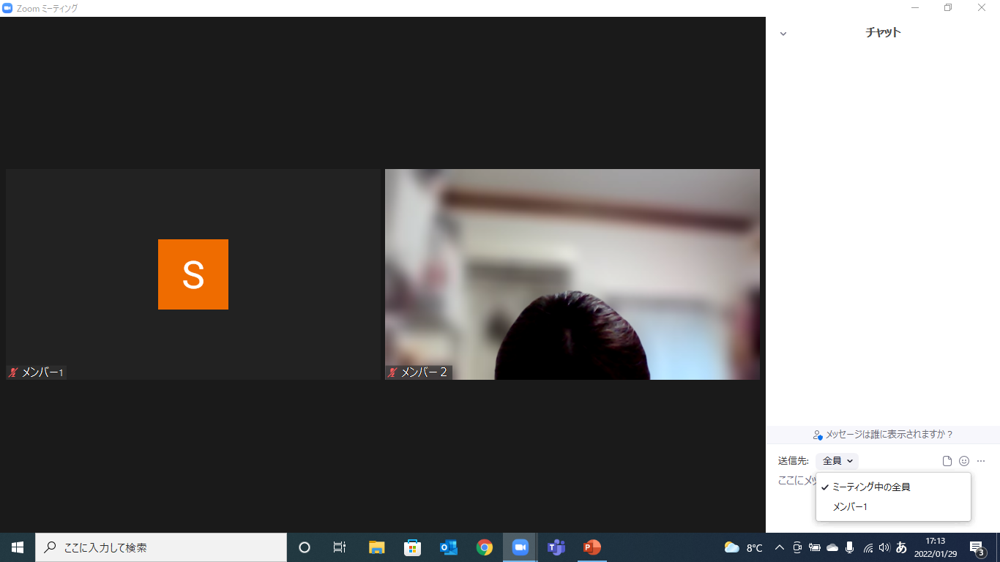 Zoom ミーティング
チャット
S
メンバー1
メンバー 2
メッセージは誰に表示されますか?
送信先: 全員
ここにメッ
ミーティング中の全員
メンバー1
ここに入力して検索
8°C
あ
17:13
2022/01/29
3